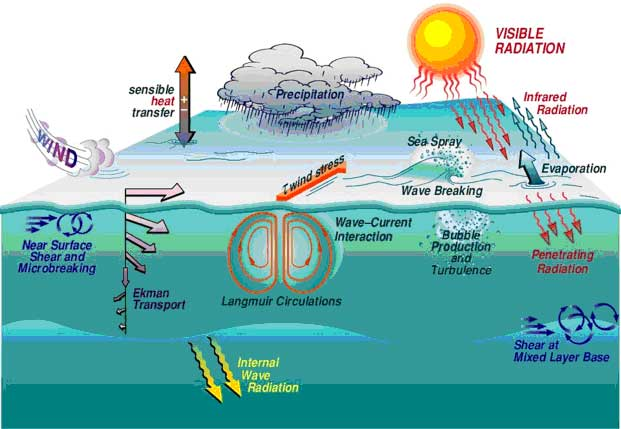 VISIBLE
RADIATION
sensible
heat
transfer
+
−
Precipitation
Infrared
Radiation
WIND
Sea Spray
τ wind stress
Evaporation
Wave Breaking
Near Surface
Shear and
Microbreaking
Wave–Current
Interaction
Bubble
Production
and
Turbulence
Penetrating
Radiation
Ekman
Transport
Langmuir Circulations
Shear at
Mixed Layer Base
Internal
Wave
Radiation